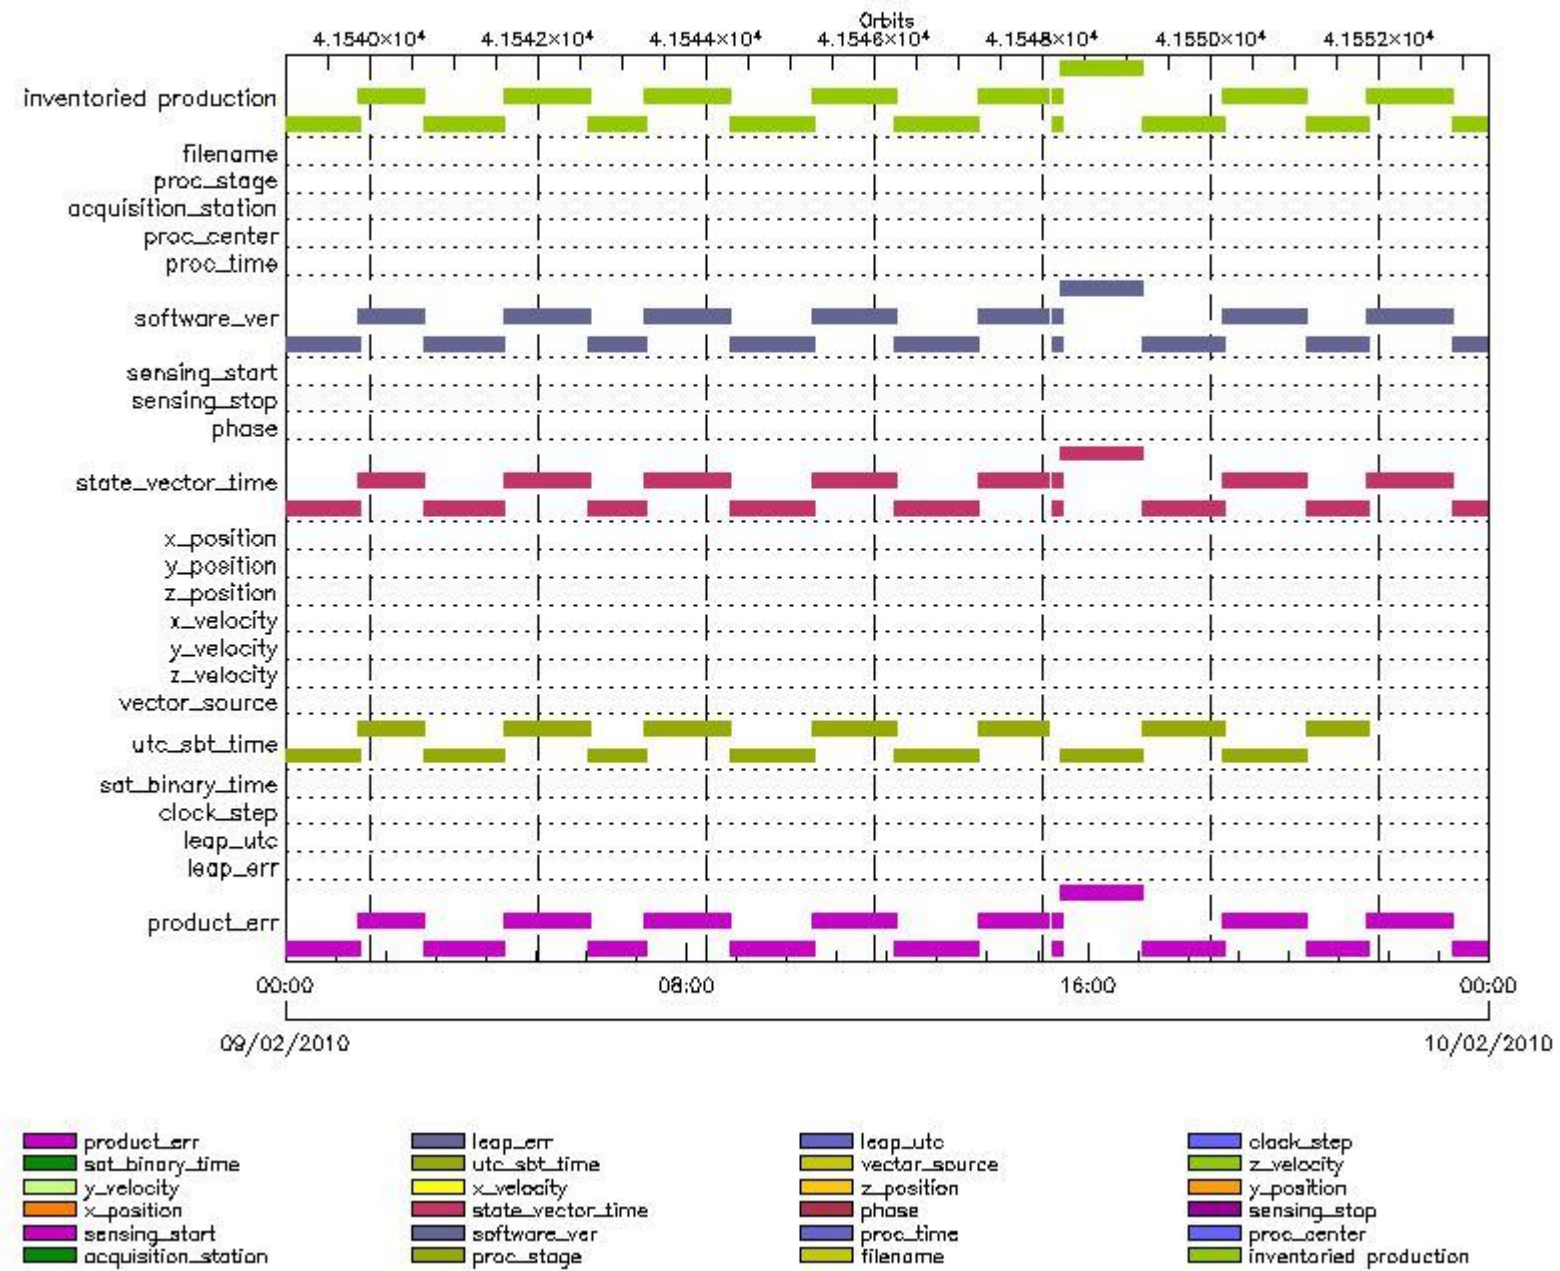 Orbits
4.1540×10⁴ 4.1542×10⁴ 4.1544×10⁴ 4.1546×10⁴ 4.1548×10⁴ 4.1550×10⁴ 4.1552×10⁴
inventoried production
filename
proc_stage
acquisition_station
proc_center
proc_time
software_ver
sensing_start
sensing_stop
phase
state_vector_time
x_position
y_position
z_position
x_velocity
y_velocity
z_velocity
vector_source
utc_sbt_time
sat_binary_time
clock_step
leap_utc
leap_err
product_err
00:00 08:00 16:00 00:00
09/02/2010 10/02/2010
product_err leap_err leap_utc clock_step
sat_binary_time utc_sbt_time vector_source z_velocity
y_velocity x_velocity z_position y_position
x_position state_vector_time phase sensing_stop
sensing_start software_ver proc_time proc_center
acquisition_station proc_stage filename inventoried production